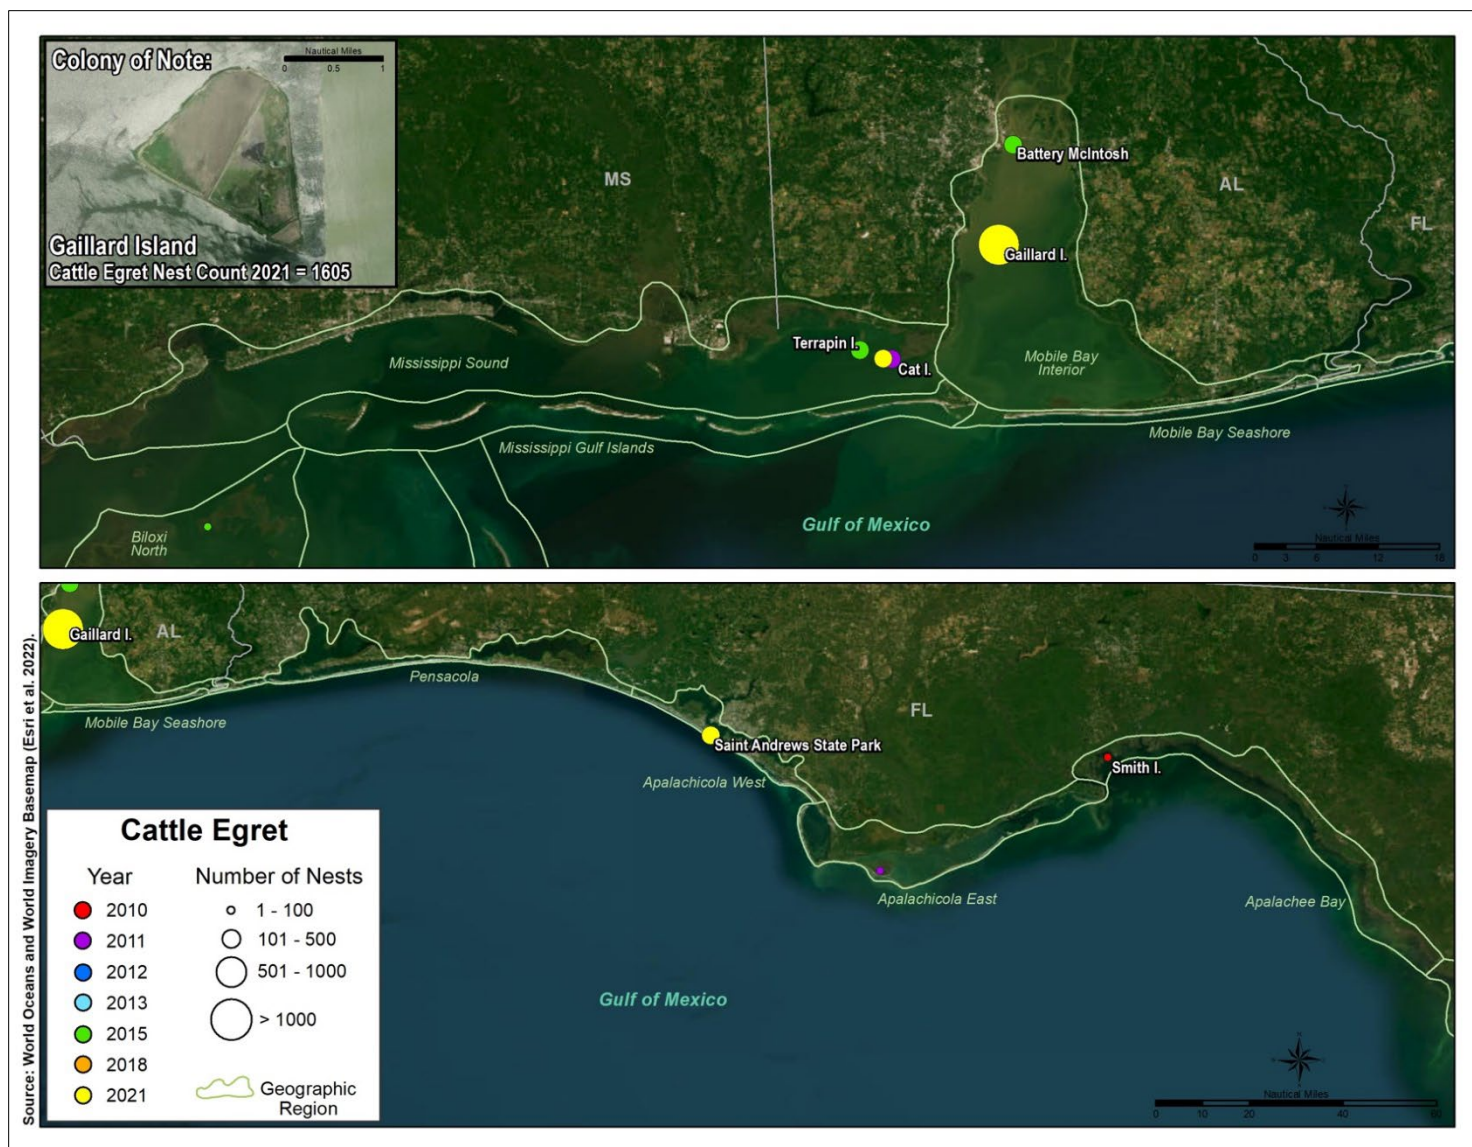 Colony of Note:
Nautical Miles
0 0.5 1
Gaillard Island
Cattle Egret Nest Count 2021 = 1605
MS
AL
FL
Battery McIntosh
Gaillard I.
Terrapin I.
Cat I.
Mississippi Sound
Mobile Bay
Interior
Mississippi Gulf Islands
Mobile Bay Seashore
Biloxi
North
Gulf of Mexico
Nautical Miles
0 3 6 12 18
Gaillard I.
AL
Pensacola
Mobile Bay Seashore
FL
Saint Andrews State Park
Apalachicola West
Smith I.
Apalachicola East
Apalachee Bay
Gulf of Mexico
Nautical Miles
0 20 40 60
Cattle Egret
Year
2010
2011
2012
2013
2015
2018
2021
Number of Nests
1 - 100
101 - 500
501 - 1000
> 1000
Geographic
Region
Source: World Oceans and World Imagery Basemap (Esri et al. 2022).